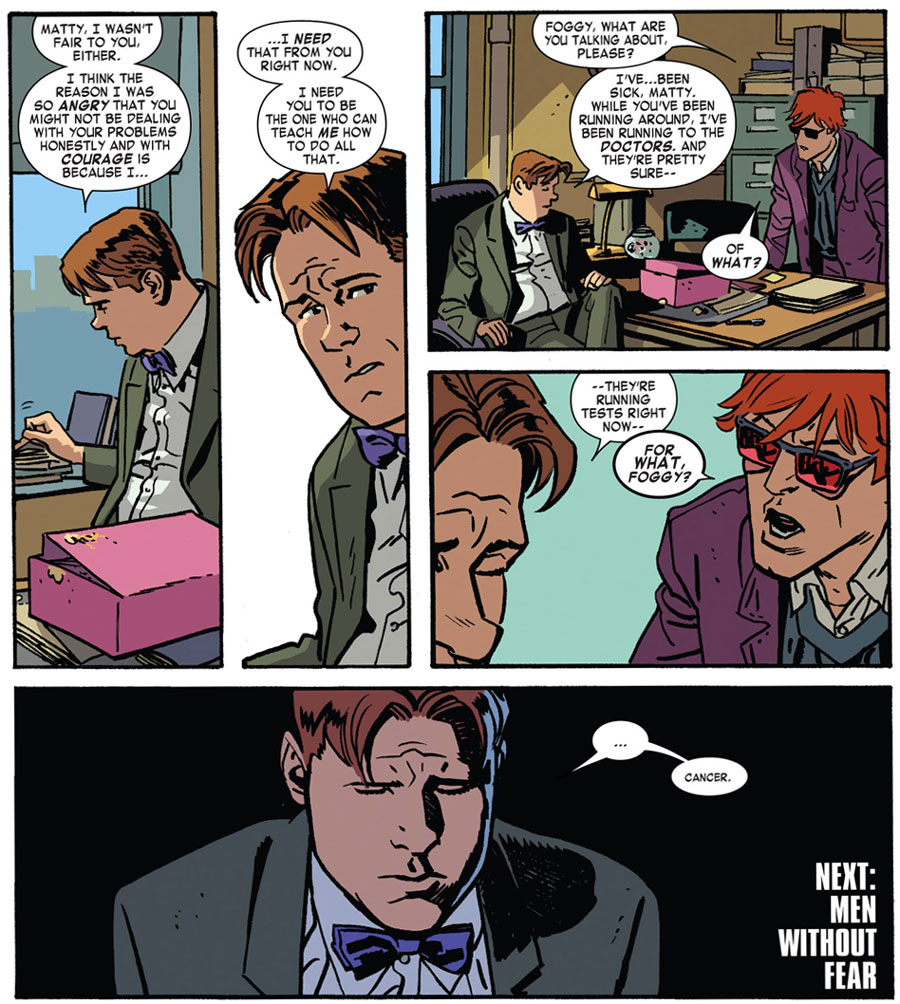 MATTY, I WASN'T
FAIR TO YOU,
EITHER.
I THINK THE
REASON I WAS
SO ANGRY THAT YOU
MIGHT NOT BE DEALING
WITH YOUR PROBLEMS
HONESTLY AND WITH
COURAGE IS
BECAUSE I...
...I NEED
THAT FROM YOU
RIGHT NOW.
I NEED
YOU TO BE
THE ONE WHO CAN
TEACH ME HOW
TO DO ALL
THAT.
FOGGY, WHAT ARE
YOU TALKING ABOUT,
PLEASE?
I'VE...BEEN
SICK, MATTY.
WHILE YOU'VE BEEN
RUNNING AROUND, I'VE
BEEN RUNNING TO THE
DOCTORS. AND
THEY'RE PRETTY
SURE--
OF
WHAT?
--THEY'RE
RUNNING
TESTS RIGHT
NOW--
FOR
WHAT,
FOGGY?
...
CANCER.
NEXT:
MEN
WITHOUT
FEAR